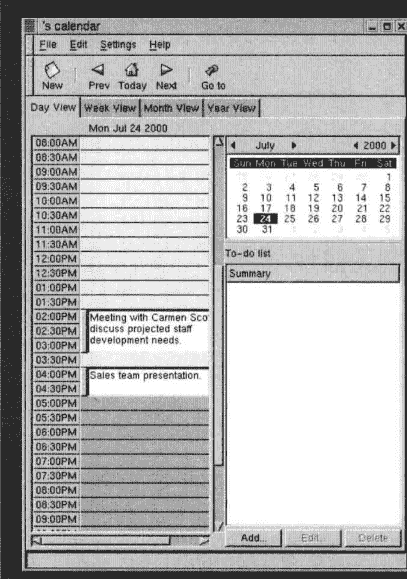 's calendar
File Edit Settings Help
New Prev Today Next Go to
Day View Week View Month View Year View
Mon Jul 24 2000
08:00AM
08:30AM
09:00AM
09:30AM
10:00AM
10:30AM
11:00AM
11:30AM
12:00PM
12:30PM
01:00PM
01:30PM
02:00PM Meeting with Carmen Sco
02:30PM discuss projected staff
03:00PM development needs.
03:30PM
04:00PM Sales team presentation.
04:30PM
05:00PM
05:30PM
06:00PM
06:30PM
07:00PM
07:30PM
08:00PM
08:30PM
09:00PM
July 2000
Sun Mon Tue Wed Thu Fri Sat
1
2 3 4 5 6 7 8
9 10 11 12 13 14 15
16 17 18 19 20 21 22
23 24 25 26 27 28 29
30 31
To-do list
Summary
Add... Edit... Delete